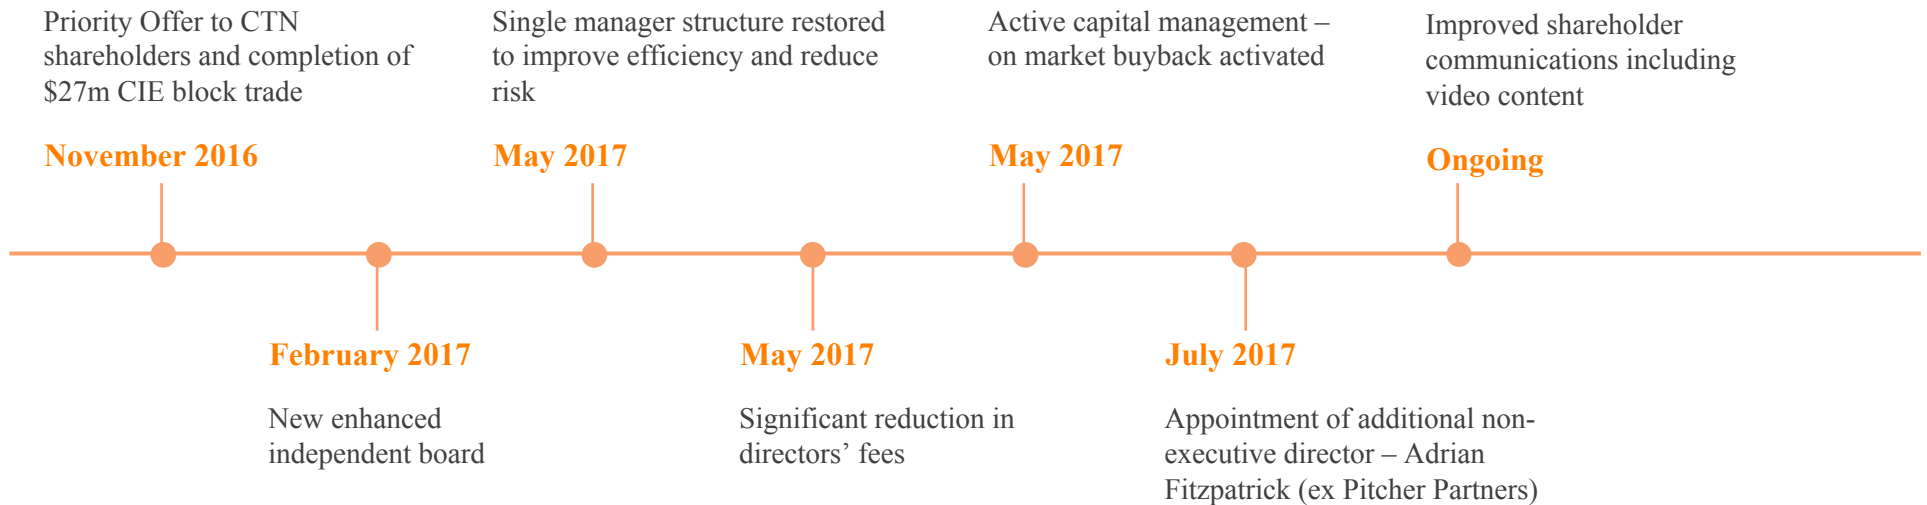 Priority Offer to CTN
shareholders and completion of
$27m CIE block trade
November 2016
Single manager structure restored
to improve efficiency and reduce
risk
May 2017
Active capital management –
on market buyback activated
May 2017
Improved shareholder
communications including
video content
Ongoing
February 2017
New enhanced
independent board
May 2017
Significant reduction in
directors’ fees
July 2017
Appointment of additional non-
executive director – Adrian
Fitzpatrick (ex Pitcher Partners)